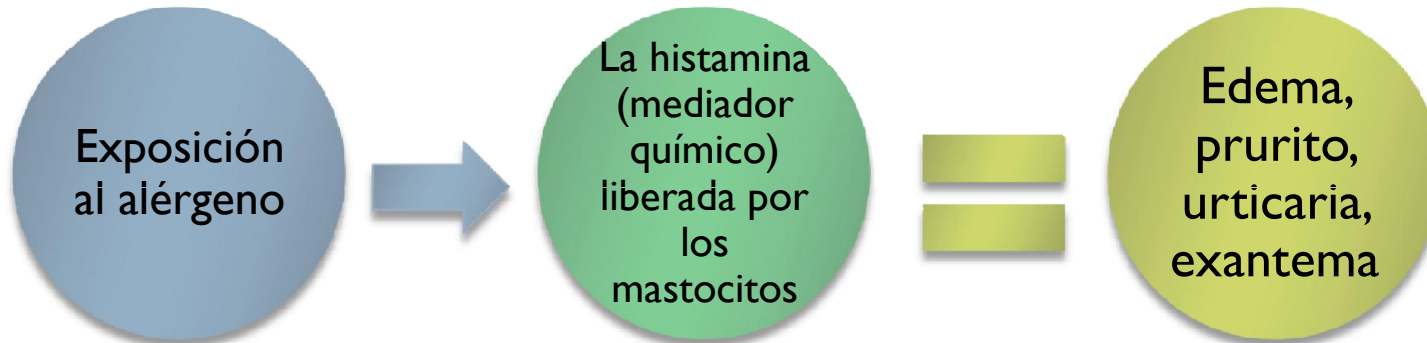 Exposición
al alérgeno
La histamina
(mediador
químico)
liberada por
los
mastocitos
Edema,
prurito,
urticaria,
exantema